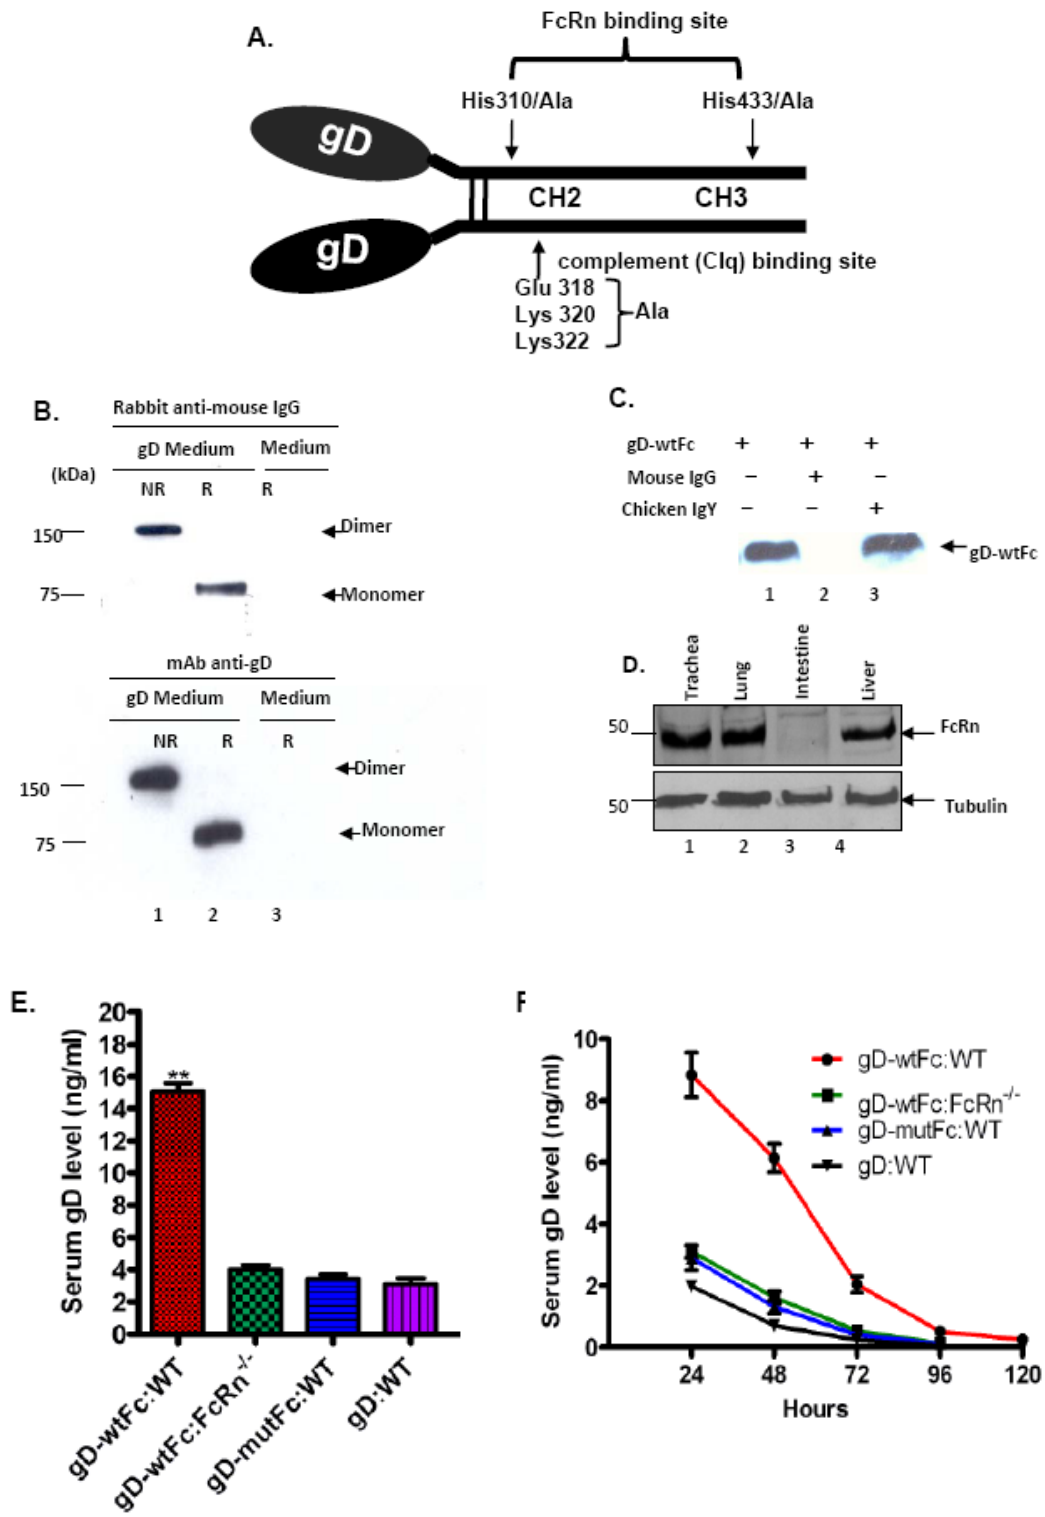 A.
FcRn binding site
His310/Ala His433/Ala
gD
CH2 CH3
gD
complement (Clq) binding site
Glu 318
Lys 320 Ala
Lys322
B.
Rabbit anti-mouse IgG
gD Medium Medium
(kDa)
NR R R
150 Dimer
75 Monomer
mAb anti-gD
gD Medium Medium
NR R R
Dimer
150
Monomer
75
1 2 3
C.
gD-wtFc + + +
Mouse IgG – + –
Chicken IgY – – +
gD-wtFc
1 2 3
D.
Trachea Lung Intestine Liver
50 FcRn
50 Tubulin
1 2 3 4
E.
Serum gD level (ng/ml)
20
18
16
14
12
10
8
6
4
2
0
**
gD-wtFc:WT
gD-wtFc:FcRn-/-
gD-mutFc:WT
gD:WT
F
Serum gD level (ng/ml)
10
8
6
4
2
0
gD-wtFc:WT
gD-wtFc:FcRn-/-
gD-mutFc:WT
gD:WT
24 48 72 96 120
Hours